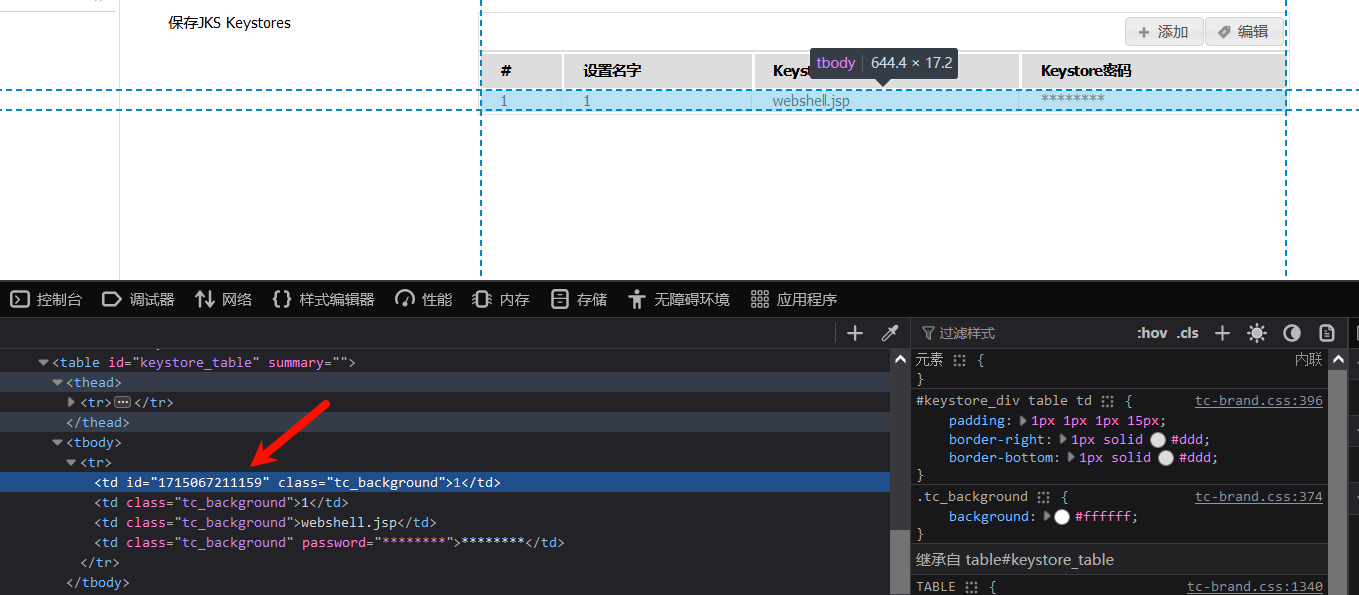 保存JKS Keystores
添加 编辑
# 设置名字 Keyst Keystore密码
tbody 644.4 × 17.2
1 1 webshell.jsp ********
控制台 调试器 网络 样式编辑器 性能 内存 存储 无障碍环境 应用程序
过滤样式 :hov .cls
<table id="keystore_table" summary="">
<thead>
<tr> ••• </tr>
</thead>
<tbody>
<tr>
<td id="1715067211159" class="tc_background">1</td>
<td class="tc_background">1</td>
<td class="tc_background">webshell.jsp</td>
<td class="tc_background" password="********">********</td>
</tr>
</tbody>
元素 { 内联
}
#keystore_div table td { tc-brand.css:396
padding: 1px 1px 1px 15px;
border-right: 1px solid #ddd;
border-bottom: 1px solid #ddd;
}
.tc_background { tc-brand.css:374
background: #ffffff;
}
继承自 table#keystore_table
TABLE { tc-brand.css:1340